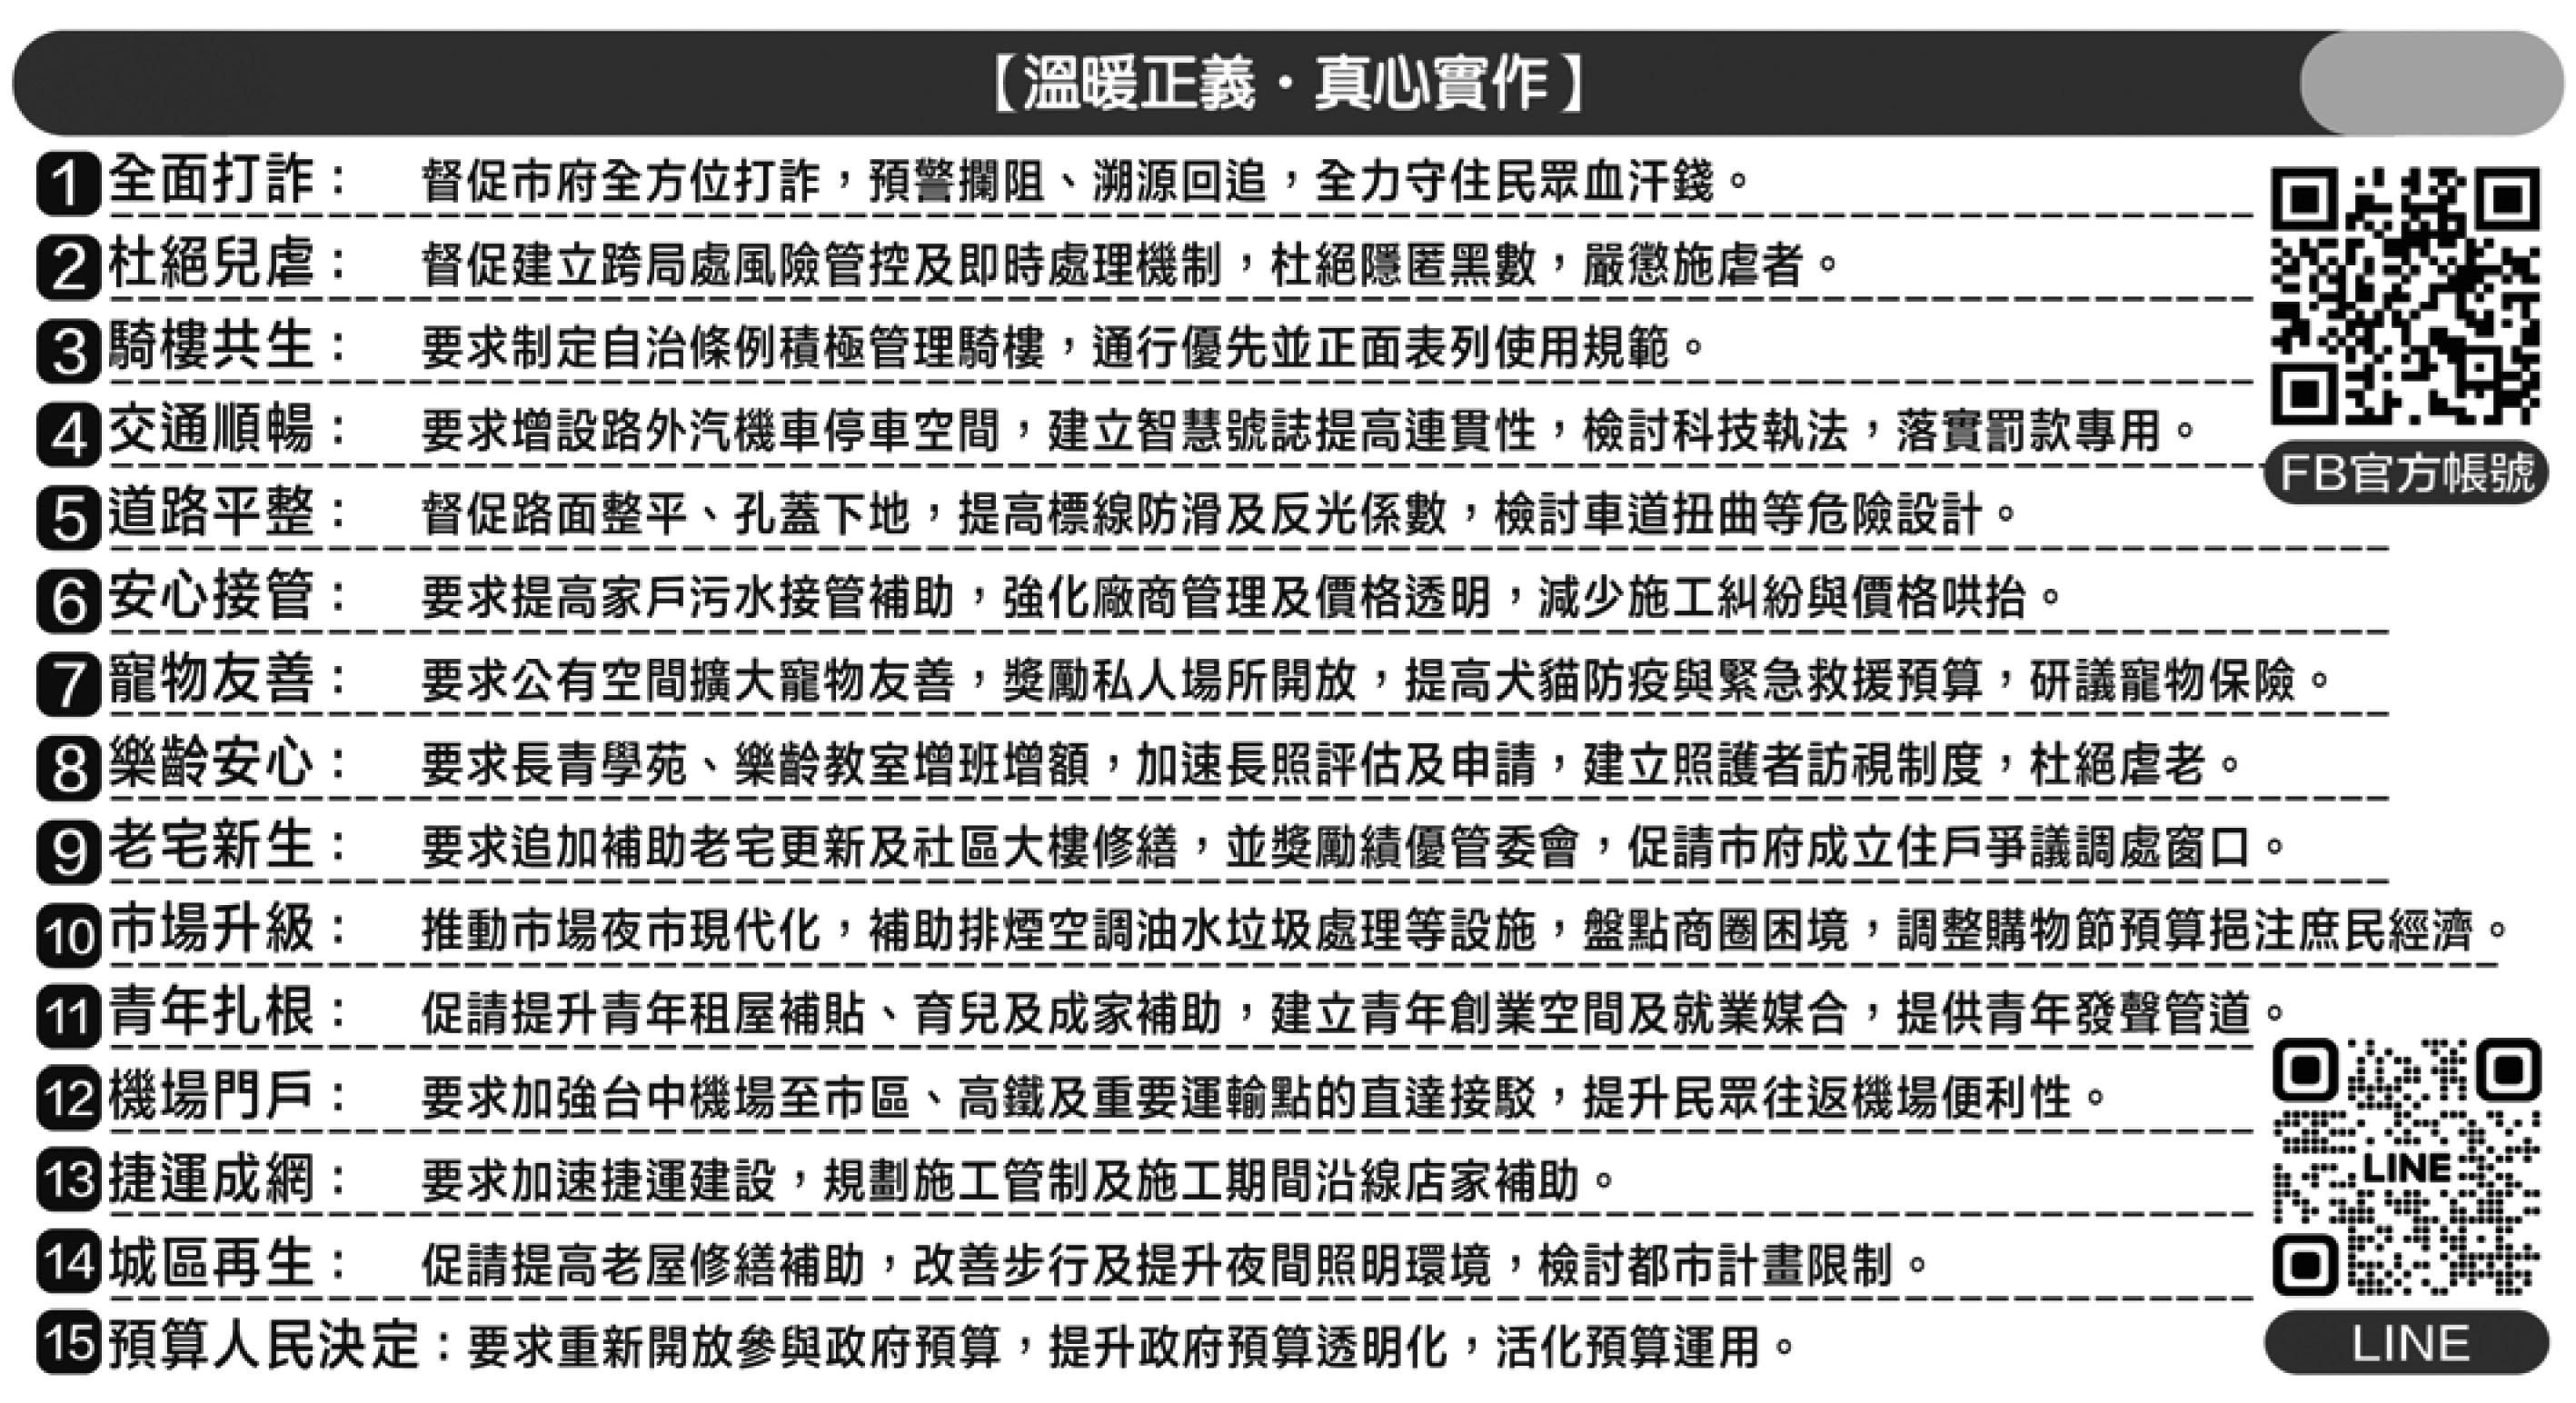 【溫暖正義・真心實作】
1 全面打詐： 督促市府全方位打詐，預警攔阻、溯源回追，全力守住民眾血汗錢。
2 杜絕兒虐： 督促建立跨局處風險管控及即時處理機制，杜絕隱匿黑數，嚴懲施虐者。
3 騎樓共生： 要求制定自治條例積極管理騎樓，通行優先並正面表列使用規範。
4 交通順暢： 要求增設路外汽機車停車空間，建立智慧號誌提高連貫性，檢討科技執法，落實罰款專用。
FB官方帳號
5 道路平整： 督促路面整平、孔蓋下地，提高標線防滑及反光係數，檢討車道扭曲等危險設計。
6 安心接管： 要求提高家戶污水接管補助，強化廠商管理及價格透明，減少施工糾紛與價格哄抬。
7 寵物友善： 要求公有空間擴大寵物友善，獎勵私人場所開放，提高犬貓防疫與緊急救援預算，研議寵物保險。
8 樂齡安心： 要求長青學苑、樂齡教室增班增額，加速長照評估及申請，建立照護者訪視制度，杜絕虐老。
9 老宅新生： 要求追加補助老宅更新及社區大樓修繕，並獎勵績優管委會，促請市府成立住戶爭議調處窗口。
10 市場升級： 推動市場夜市現代化，補助排煙空調油水垃圾處理等設施，盤點商圈困境，調整購物節預算挹注庶民經濟。
11 青年扎根： 促請提升青年租屋補貼、育兒及成家補助，建立青年創業空間及就業媒合，提供青年發聲管道。
12 機場門戶： 要求加強台中機場至市區、高鐵及重要運輸點的直達接駁，提升民眾往返機場便利性。
13 捷運成網： 要求加速捷運建設，規劃施工管制及施工期間沿線店家補助。
LINE
14 城區再生： 促請提高老屋修繕補助，改善步行及提升夜間照明環境，檢討都市計畫限制。
15 預算人民決定：要求重新開放參與政府預算，提升政府預算透明化，活化預算運用。
LINE